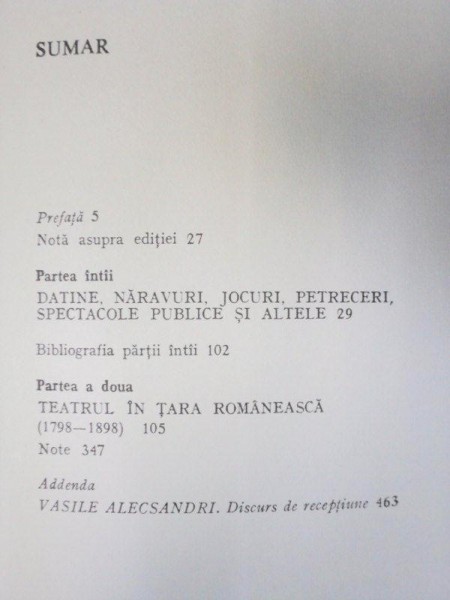 SUMAR
Prefață 5
Notă asupra ediției 27
Partea întîi
DATINE, NĂRAVURI, JOCURI, PETRECERI,
SPECTACOLE PUBLICE ȘI ALTELE 29
Bibliografia părții întîi 102
Partea a doua
TEATRUL ÎN ȚARA ROMÂNEASCĂ
(1798—1898) 105
Note 347
Addenda
VASILE ALECSANDRI. Discurs de recepțiune 463